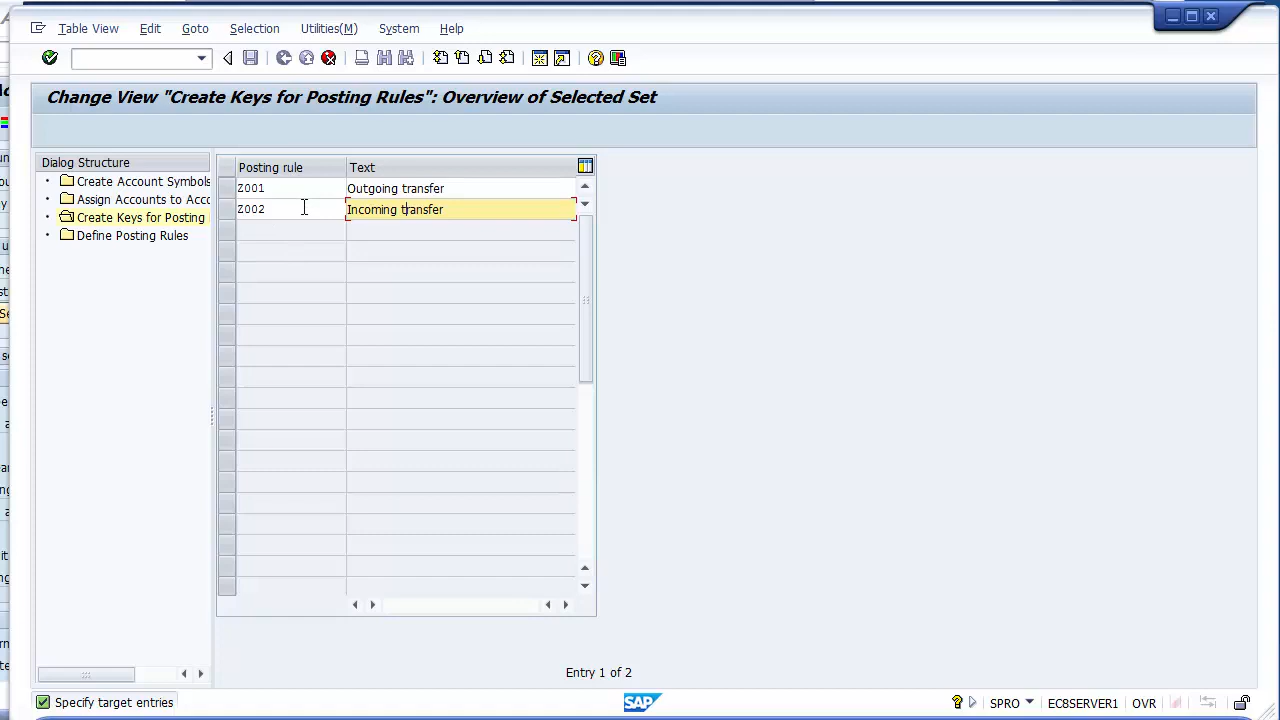 Table View Edit Goto Selection Utilities(M) System Help
Change View "Create Keys for Posting Rules": Overview of Selected Set
Dialog Structure
Create Account Symbols
Assign Accounts to Acco
Create Keys for Posting
Define Posting Rules
Posting rule Text
Z001 Outgoing transfer
Z002 Incoming transfer
Entry 1 of 2
Specify target entries
SAP
SPRO EC8SERVER1 OVR